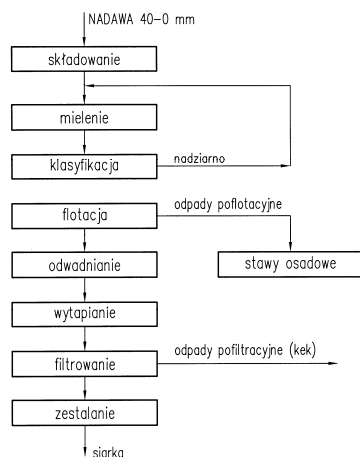 NADAWA 40-0 mm
składowanie
mielenie
klasyfikacja
nadziarno
odpady poflotacyjne
flotacja
stawy osadowe
odwadnianie
wytapianie
odpady pofiltracyjne (kek)
filtrowanie
zestalanie
siarka